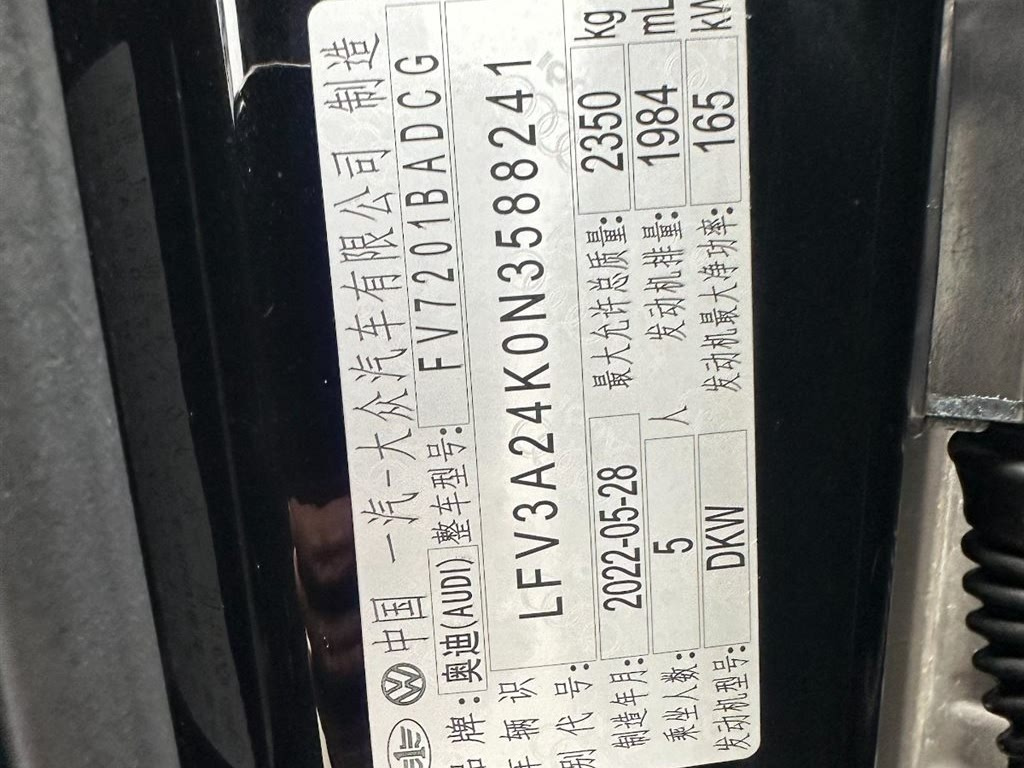 中国 一汽-大众汽车有限公司 制造
品牌: 奥迪(AUDI) 整车型号: FV7201BADCG
车辆识别代号: LFV3A24K0N3588241
制造年月: 2022-05-28 最大允许总质量: 2350 kg
乘坐人数: 5 人 发动机排量: 1984 mL
发动机型号: DKW 发动机最大净功率: 165 kW